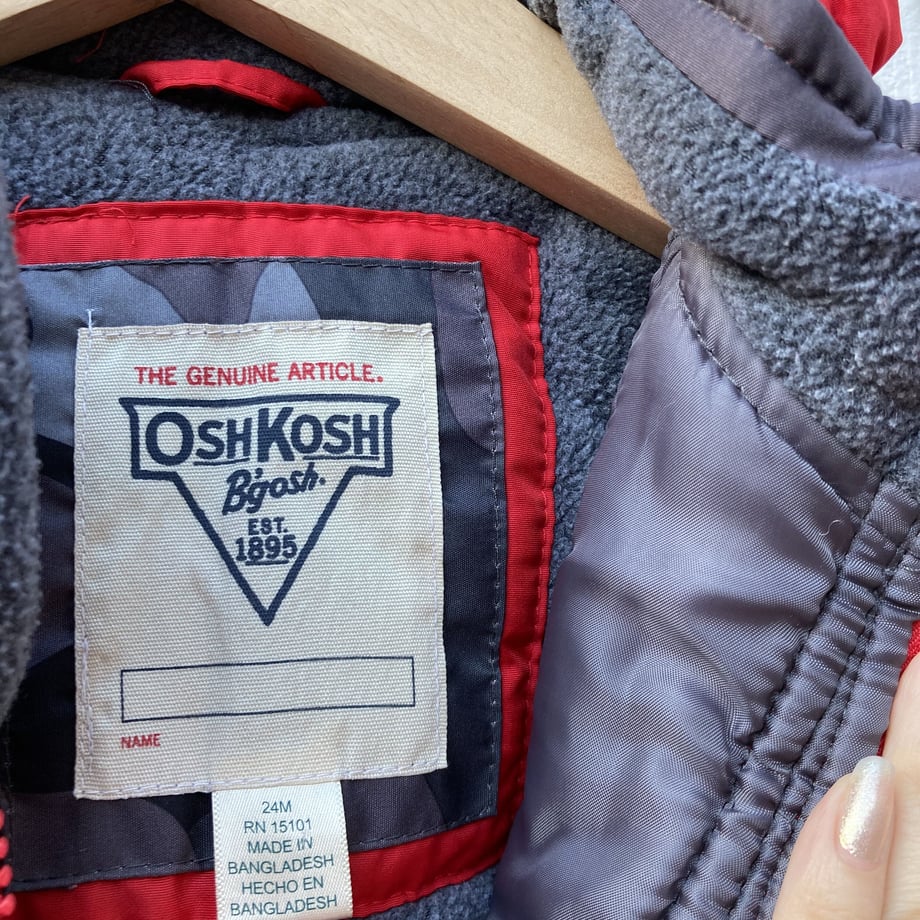 THE GENUINE ARTICLE.
OSHKOSH
B'gosh.
EST.
1895
NAME
24M
RN 15101
MADE IN
BANGLADESH
HECHO EN
BANGLADESH